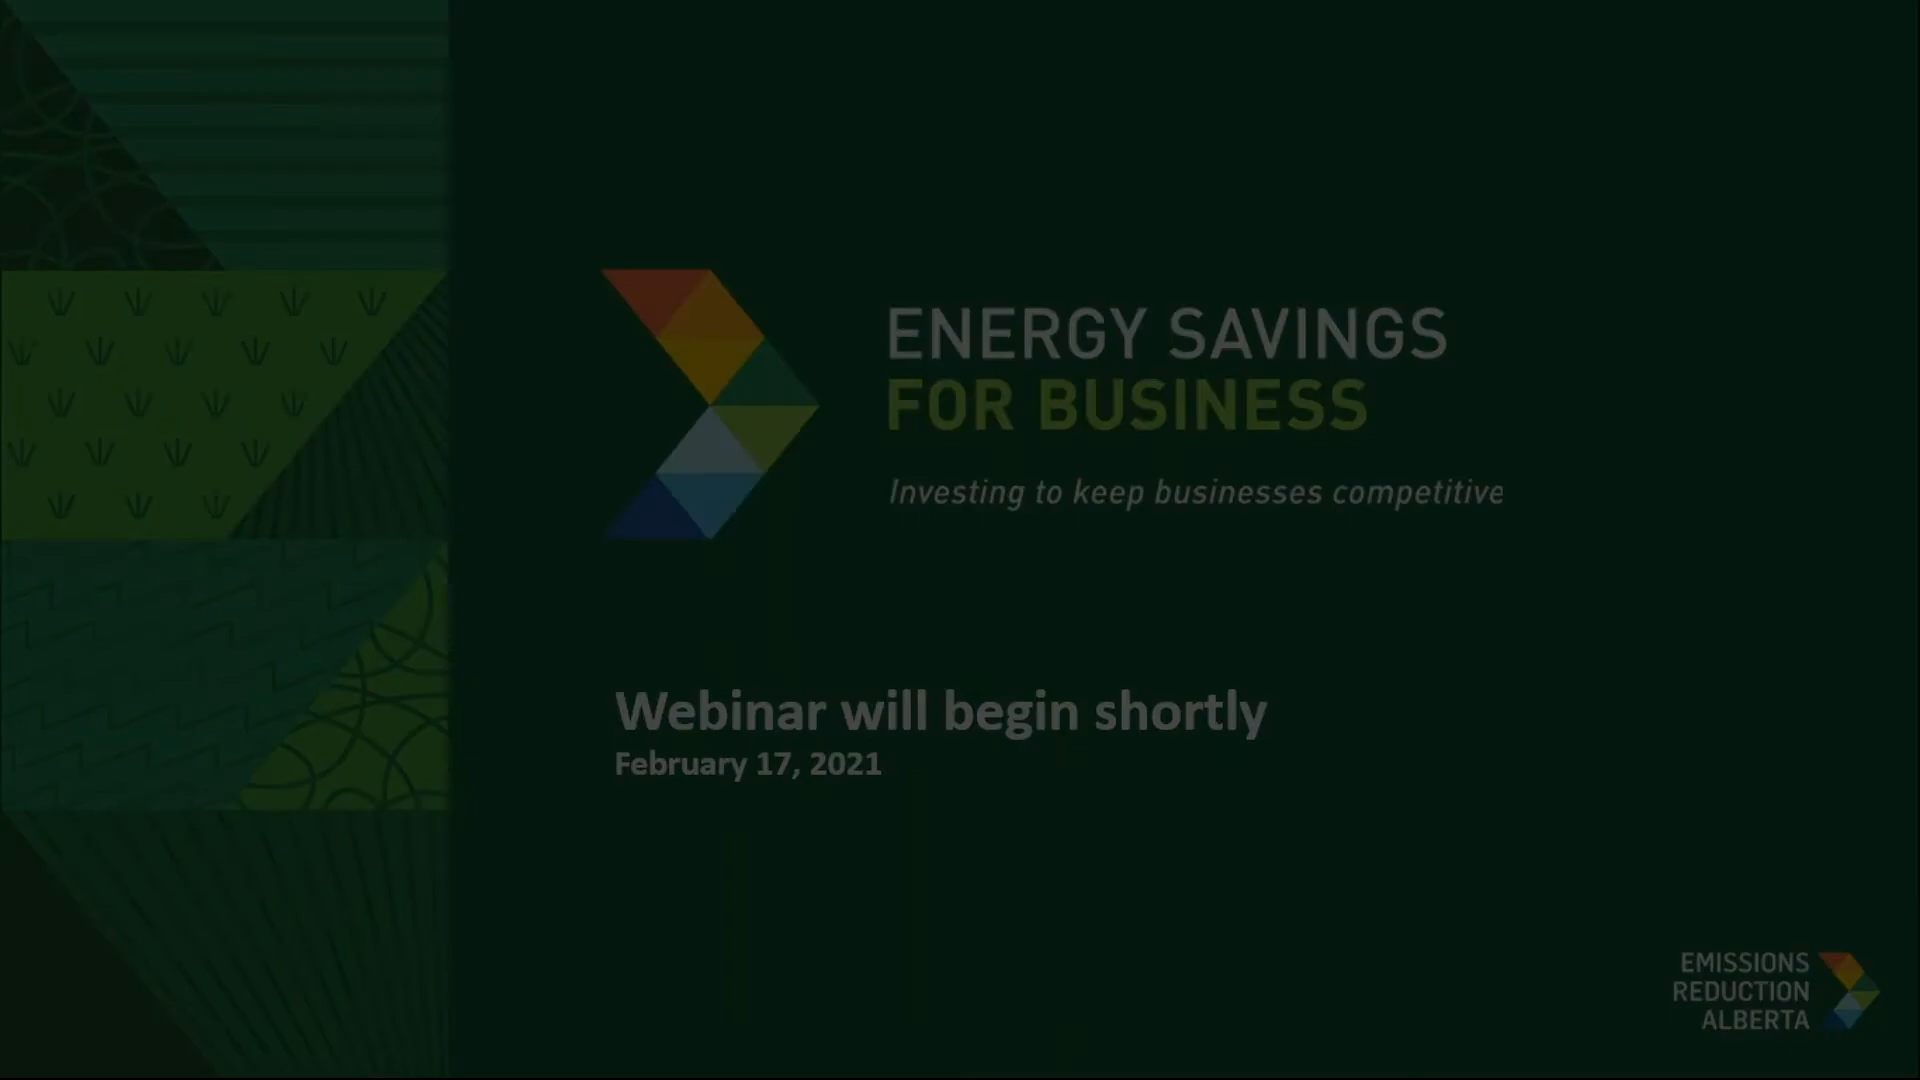 ENERGY SAVINGS
FOR BUSINESS
Investing to keep businesses competitive
Webinar will begin shortly
February 17, 2021
EMISSIONS
REDUCTION
ALBERTA